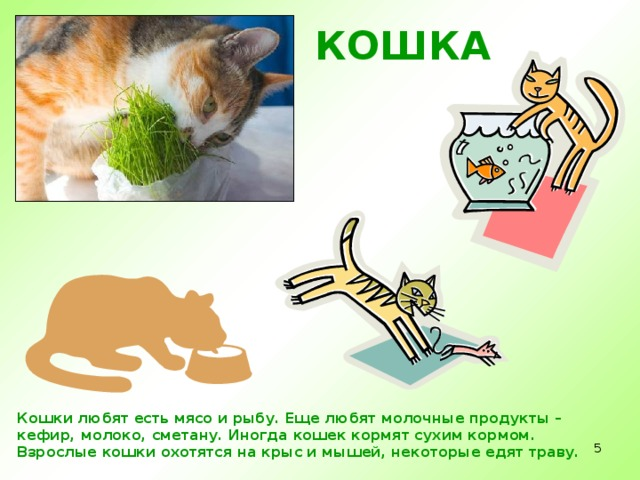 КОШКА
Кошки любят есть мясо и рыбу. Еще любят молочные продукты –
кефир, молоко, сметану. Иногда кошек кормят сухим кормом.
Взрослые кошки охотятся на крыс и мышей, некоторые едят траву.
5